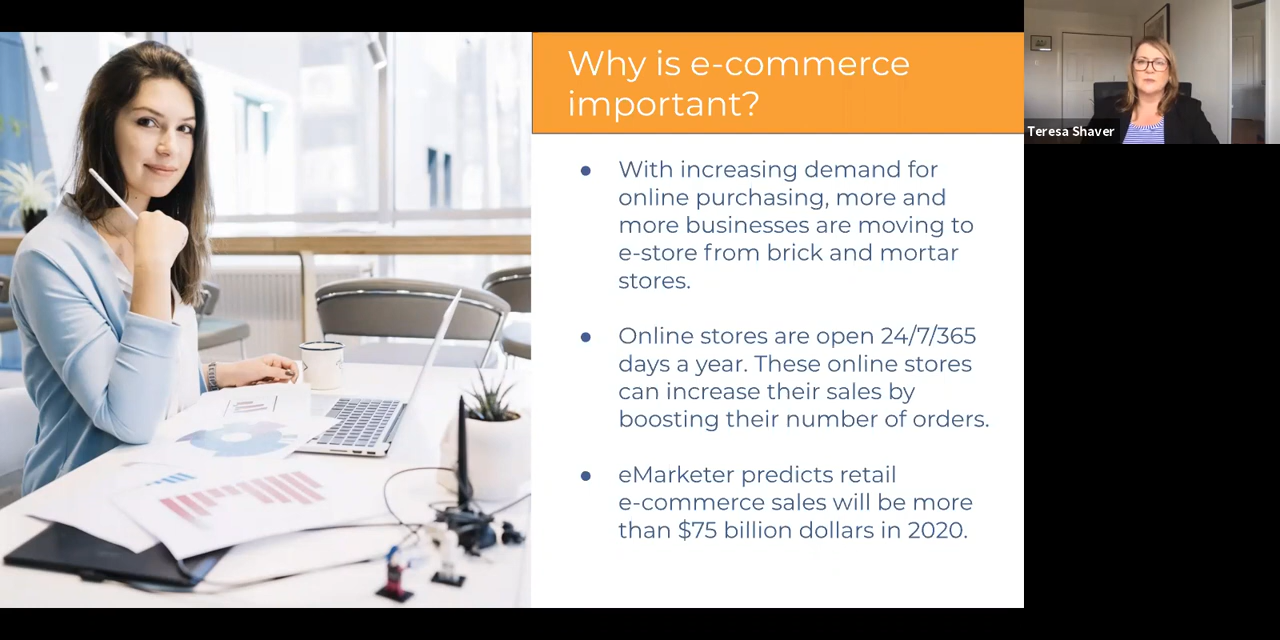 Why is e-commerce
important?
Teresa Shaver
● With increasing demand for
online purchasing, more and
more businesses are moving to
e-store from brick and mortar
stores.
● Online stores are open 24/7/365
days a year. These online stores
can increase their sales by
boosting their number of orders.
● eMarketer predicts retail
e-commerce sales will be more
than $75 billion dollars in 2020.